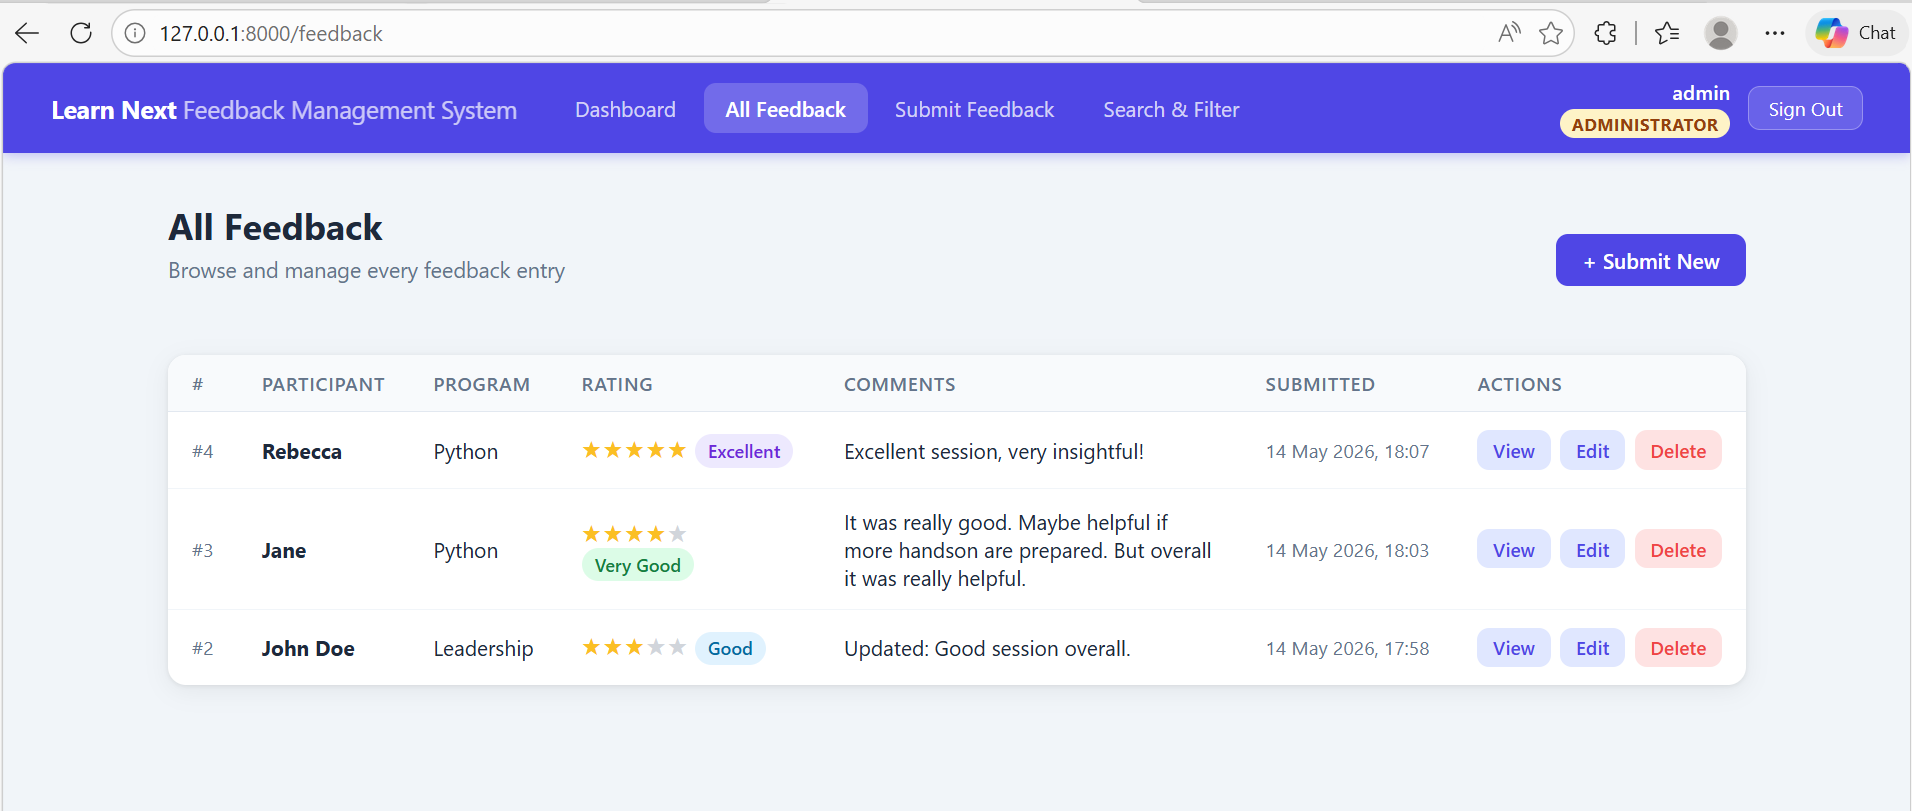 127.0.0.1:8000/feedback
Chat
Learn Next Feedback Management System
Dashboard
All Feedback
Submit Feedback
Search & Filter
admin
ADMINISTRATOR
Sign Out
All Feedback
Browse and manage every feedback entry
+ Submit New
# PARTICIPANT PROGRAM RATING COMMENTS SUBMITTED ACTIONS
#4 Rebecca Python ★★★★★ Excellent Excellent session, very insightful! 14 May 2026, 18:07 View Edit Delete
#3 Jane Python ★★★★★ Very Good
It was really good. Maybe helpful if
more handson are prepared. But overall
it was really helpful.
14 May 2026, 18:03 View Edit Delete
#2 John Doe Leadership ★★★★★ Good Updated: Good session overall. 14 May 2026, 17:58 View Edit Delete